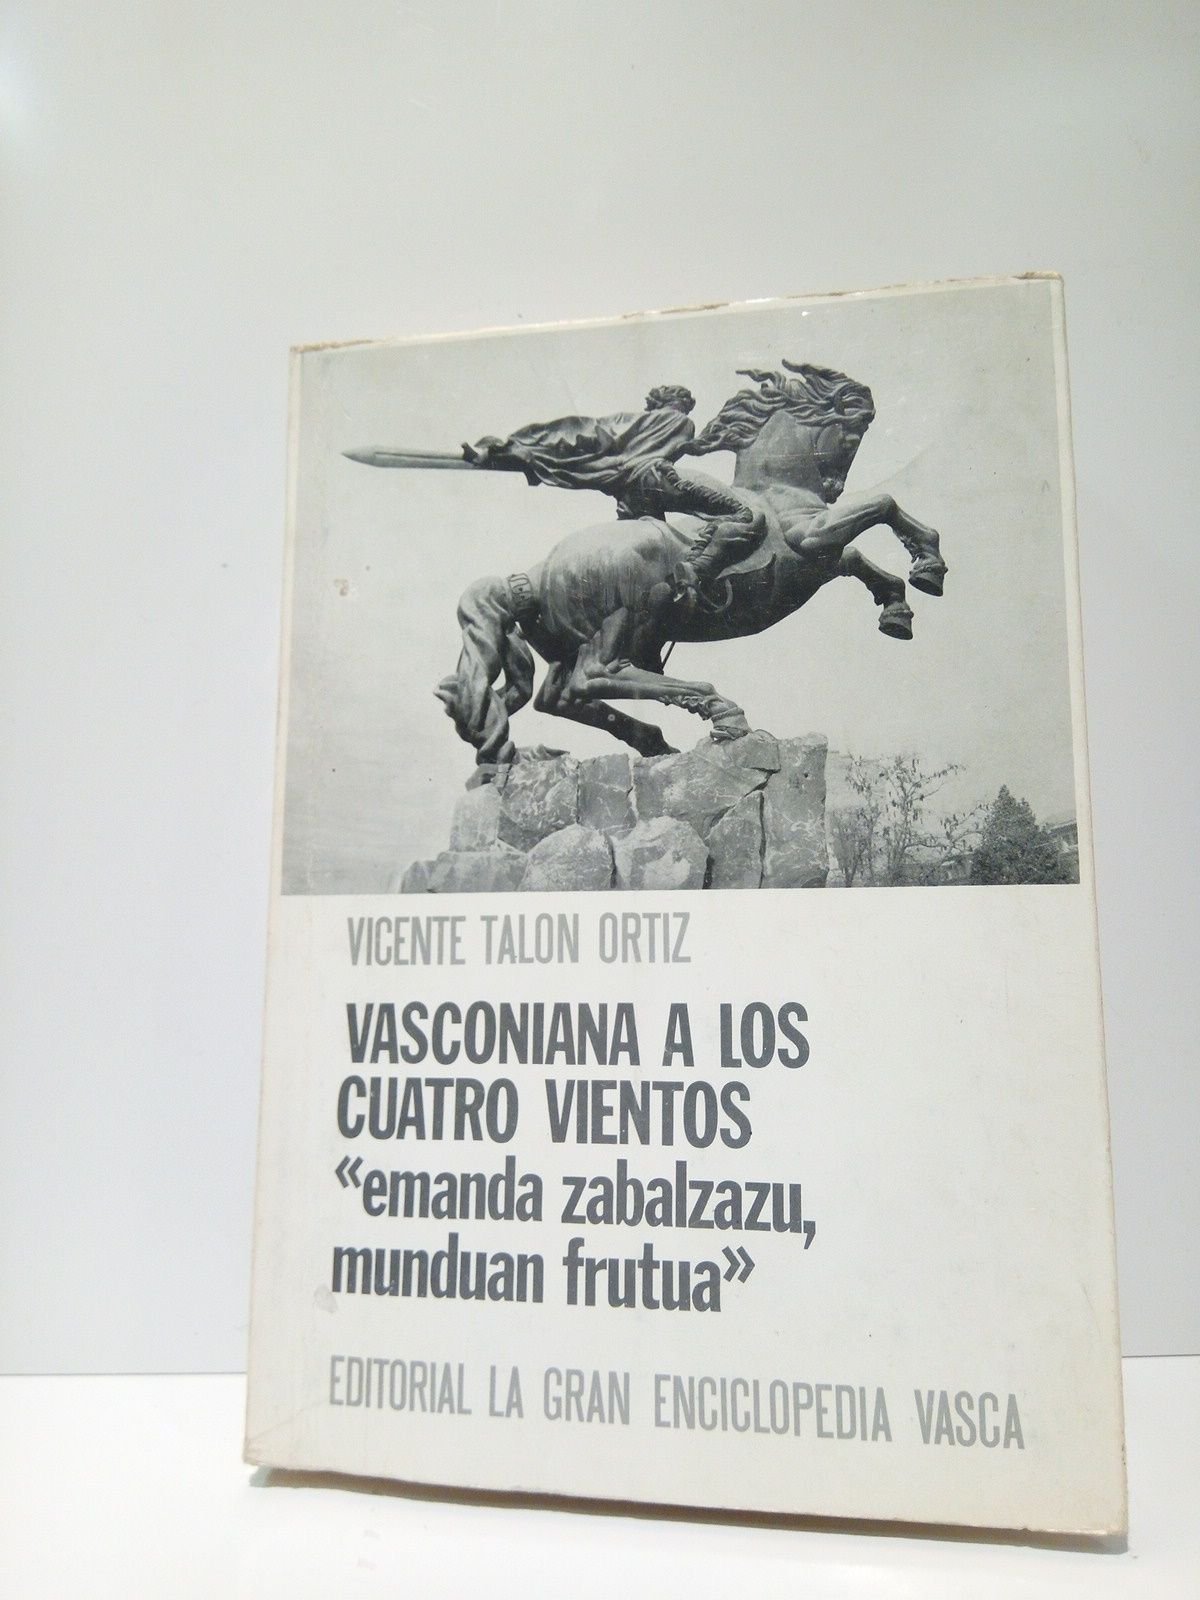 VICENTE TALON ORTIZ
VASCONIANA A LOS
CUATRO VIENTOS
«emanda zabalzazu,
munduan frutua»
EDITORIAL LA GRAN ENCICLOPEDIA VASCA